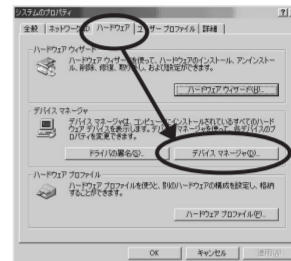 システムのプロパティ
全般 ネットワーク ID ハードウェア ユーザー プロファイル 詳細
ハードウェア ウィザード
ハードウェア ウィザードを使って、ハードウェアのインストール、アンインストー
ル、削除、修復、取り外し、および設定ができます。
ハードウェア ウィザード(H)...
デバイス マネージャ
デバイス マネージャは、コンピュータにインストールされているすべてのハード
ウェア デバイスを表示します。デバイス マネージャを使って、各デバイスのプ
ロパティを変更できます。
ドライバの署名(S)...
デバイス マネージャ(D)...
ハードウェア プロファイル
ハードウェア プロファイルを使うと、別のハードウェアの構成を設定し、格納
することができます。
ハードウェア プロファイル(P)...
OK キャンセル 適用(A)